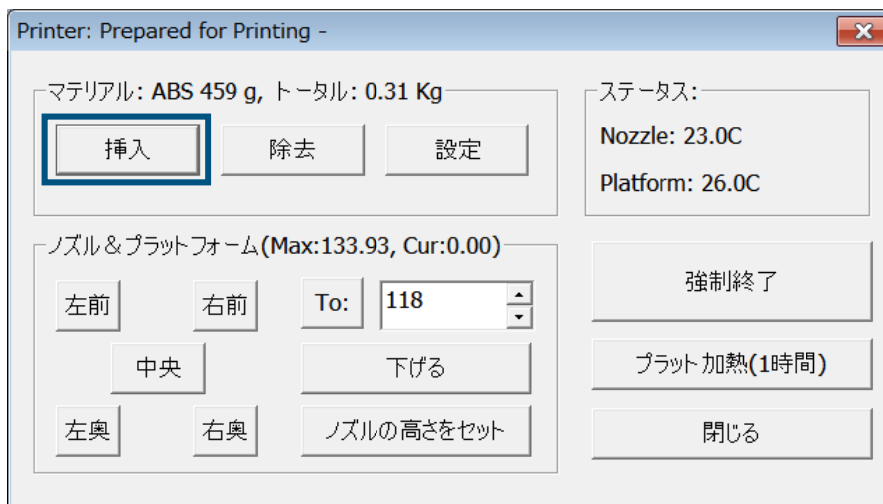 Printer: Prepared for Printing -
マテリアル: ABS 459 g, トータル: 0.31 Kg
挿入 除去 設定
ステータス:
Nozzle: 23.0C
Platform: 26.0C
ノズル&プラットフォーム(Max:133.93, Cur:0.00)
左前 右前 To: 118
中央 下げる
左奥 右奥 ノズルの高さをセット
強制終了
プラット加熱(1時間)
閉じる